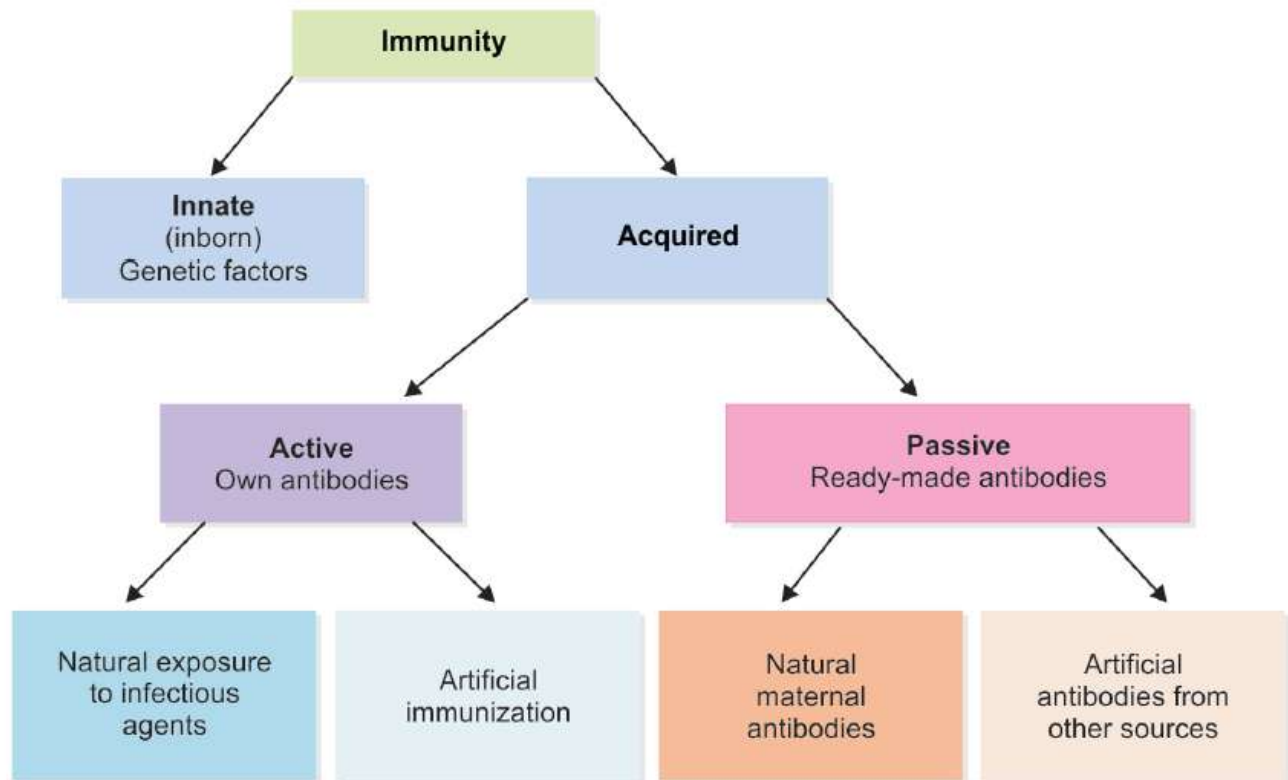 Immunity
Innate
(inborn)
Genetic factors
Acquired
Active
Own antibodies
Passive
Ready-made antibodies
Natural exposure
to infectious
agents
Artificial
immunization
Natural
maternal
antibodies
Artificial
antibodies from
other sources